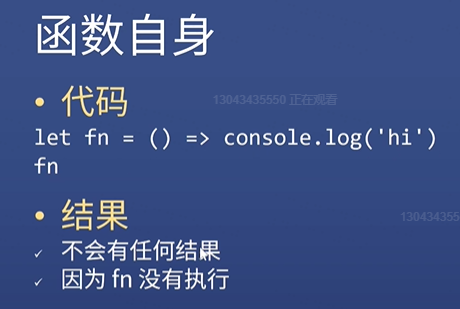 函数自身
• 代码
13043435550 正在观看
let fn = () => console.log('hi')
fn
• 结果
130434355
✓ 不会有任何结果
✓ 因为 fn 没有执行